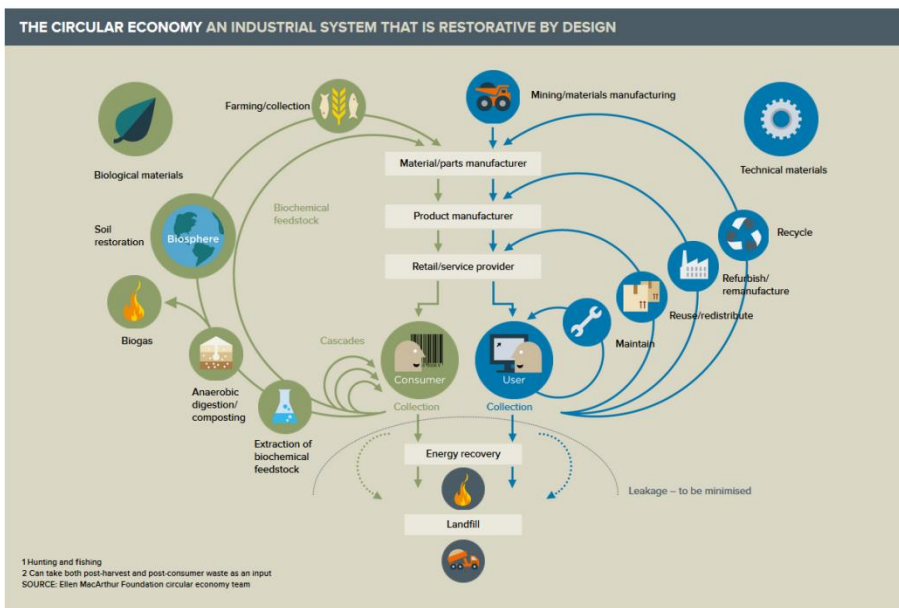 THE CIRCULAR ECONOMY AN INDUSTRIAL SYSTEM THAT IS RESTORATIVE BY DESIGN
Farming/collection
Mining/materials manufacturing
Biological materials
Technical materials
Material/parts manufacturer
Biochemical
feedstock
Product manufacturer
Soil
restoration
Biosphere
Recycle
Retail/service provider
Refurbish/
remanufacture
Reuse/redistribute
Biogas
Cascades
Maintain
Consumer
User
Anaerobic
digestion/
composting
Collection
Collection
Extraction of
biochemical
feedstock
Energy recovery
Leakage – to be minimised
Landfill
1 Hunting and fishing
2 Can take both post-harvest and post-consumer waste as an input
SOURCE: Ellen MacArthur Foundation circular economy team